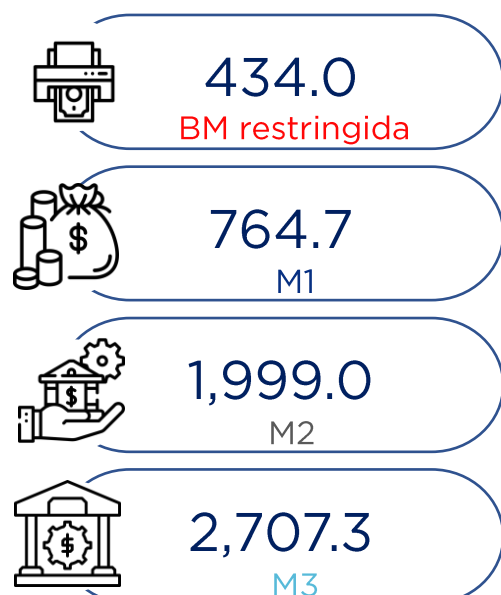 434.0
BM restringida
$
764.7
M1
$
1,999.0
M2
$
2,707.3
M3